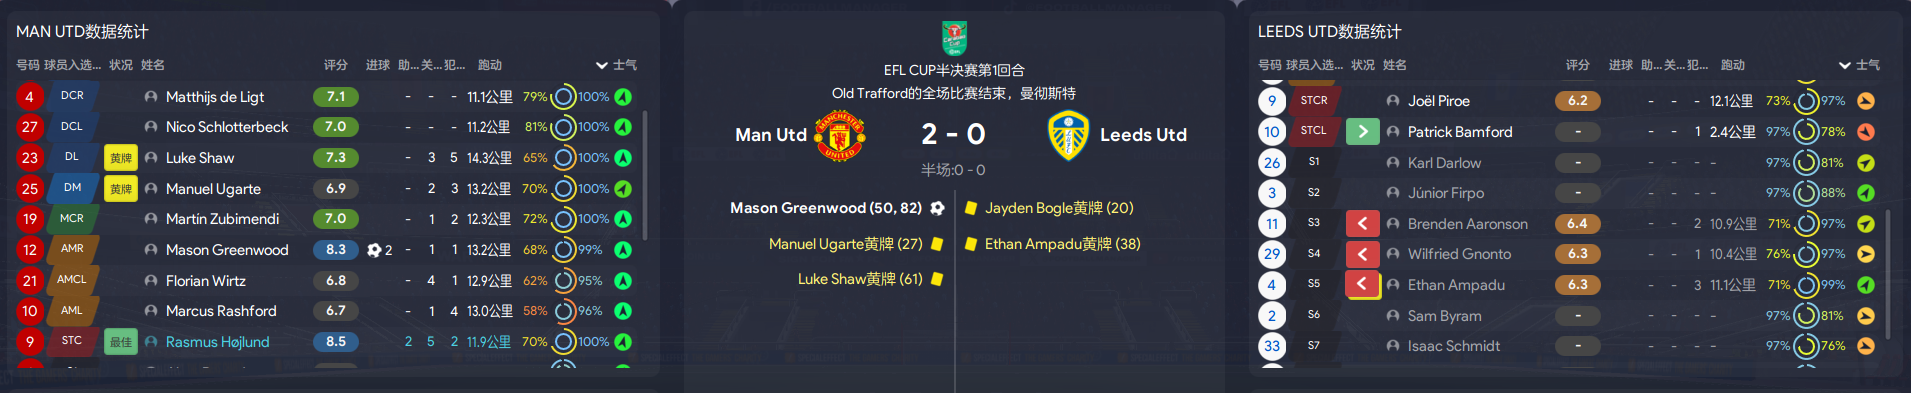 MAN UTD数据统计
号码 球员入选... 状况 姓名 评分 进球 助... 关... 犯... 跑动 士气
4 DCR Matthijs de Ligt 7.1 - - - 11.1公里 79% 100%
27 DCL Nico Schlotterbeck 7.0 - - - 11.2公里 81% 100%
23 DL 黄牌 Luke Shaw 7.3 - 3 5 14.3公里 65% 100%
25 DM 黄牌 Manuel Ugarte 6.9 - 2 3 13.2公里 70% 100%
19 MCR Martín Zubimendi 7.0 - 1 2 12.3公里 72% 100%
12 AMR Mason Greenwood 8.3 2 - 1 1 13.2公里 68% 99%
21 AMCL Florian Wirtz 6.8 - 4 1 12.9公里 62% 95%
10 AML Marcus Rashford 6.7 - 1 4 13.0公里 58% 96%
9 STC 最佳 Rasmus Højlund 8.5 2 5 2 11.9公里 70% 100%
Carabao Cup
EFL CUP半决赛第1回合
Old Trafford的全场比赛结束，曼彻斯特
Man Utd MANCHESTER UNITED 2 - 0 Leeds Utd
半场:0 - 0
Mason Greenwood (50, 82) Jayden Bogle黄牌 (20)
Manuel Ugarte黄牌 (27) Ethan Ampadu黄牌 (38)
Luke Shaw黄牌 (61)
LEEDS UTD数据统计
号码 球员入选... 状况 姓名 评分 进球 助... 关... 犯... 跑动 士气
9 STCR Joël Piroe 6.2 - - - 12.1公里 73% 97%
10 STCL Patrick Bamford - - - 1 2.4公里 97% 78%
26 S1 Karl Darlow - - - - - 97% 81%
3 S2 Júnior Firpo - - - - - 97% 88%
11 S3 Brenden Aaronson 6.4 - - 2 10.9公里 71% 97%
29 S4 Wilfried Gnonto 6.3 - - 1 10.4公里 76% 97%
4 S5 Ethan Ampadu 6.3 - - 3 11.1公里 71% 99%
2 S6 Sam Byram - - - - - 97% 81%
33 S7 Isaac Schmidt - - - - - 97% 76%